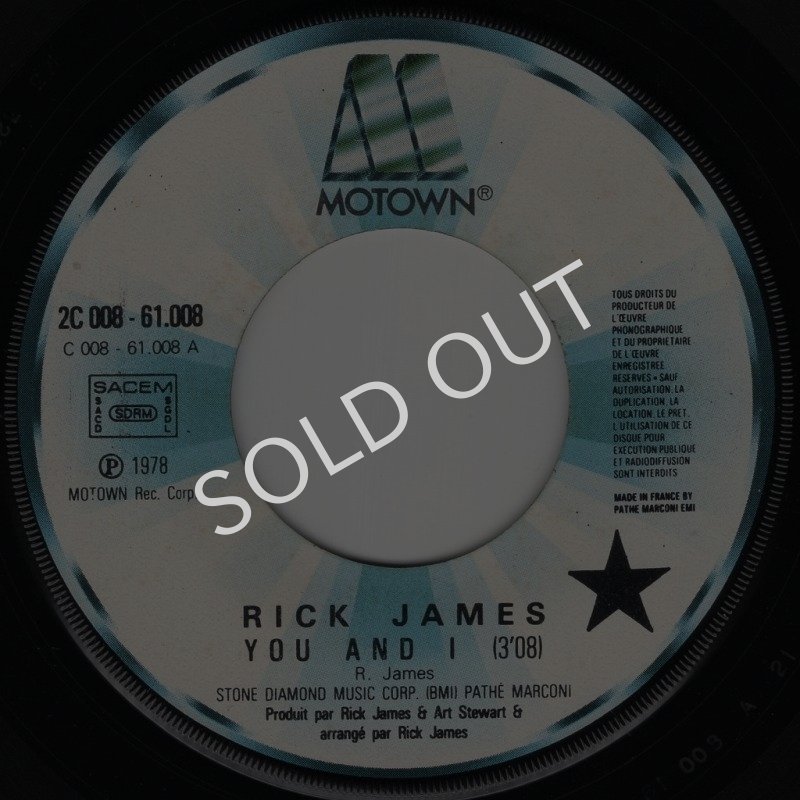 MOTOWN®
2C 008 - 61.008
C 008 - 61.008 A
SACEM
SACD
SDRM
SGDL
Ⓟ 1978
MOTOWN Rec. Corp
TOUS DROITS DU
PRODUCTEUR DE
L'ŒUVRE
PHONOGRAPHIQUE
ET DU PROPRIETAIRE
DE L'ŒUVRE
ENREGISTREE
RESERVES • SAUF
AUTORISATION, LA
DUPLICATION, LA
LOCATION, LE PRET,
L'UTILISATION DE CE
DISQUE POUR
EXECUTION PUBLIQUE
ET RADIODIFFUSION
SONT INTERDITS
MADE IN FRANCE BY
PATHE MARCONI EMI
SOLD OUT
RICK JAMES
YOU AND I (3'08)
R. James
STONE DIAMOND MUSIC CORP. (BMI) PATHÉ MARCONI
Produit par Rick James & Art Stewart &
arrangé par Rick James